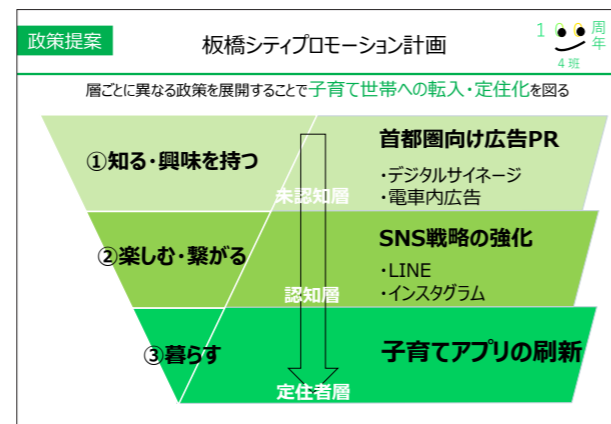 政策提案
板橋シティプロモーション計画
100周年
4班
層ごとに異なる政策を展開することで子育て世帯への転入・定住化を図る
①知る・興味を持つ
未認知層
首都圏向け広告PR
・デジタルサイネージ
・電車内広告
②楽しむ・繋がる
認知層
SNS戦略の強化
・LINE
・インスタグラム
③暮らす
定住者層
子育てアプリの刷新